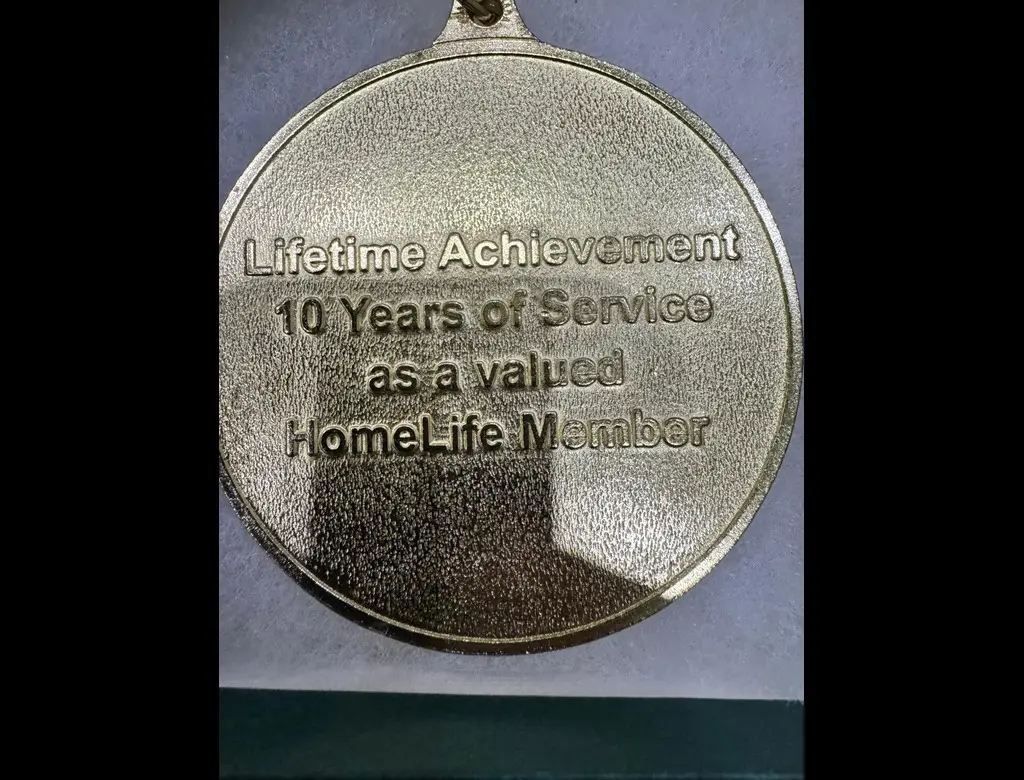 Lifetime Achievement
10 Years of Service
as a valued
HomeLife Member